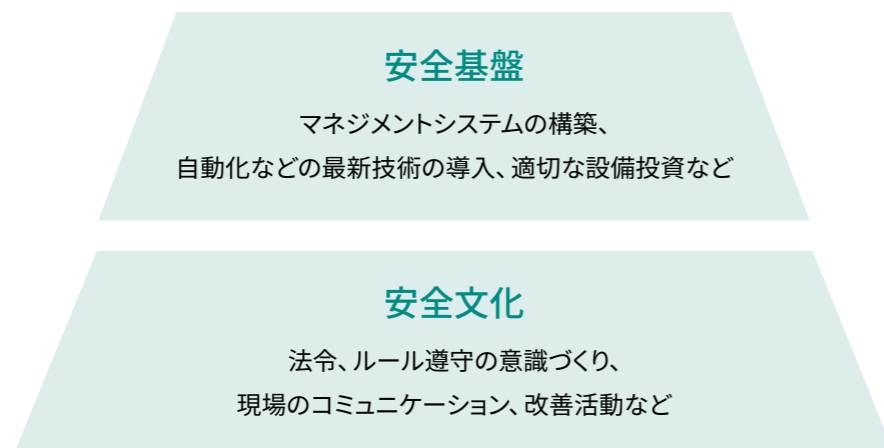 安全基盤
マネジメントシステムの構築、
自動化などの最新技術の導入、適切な設備投資など
安全文化
法令、ルール遵守の意識づくり、
現場のコミュニケーション、改善活動など